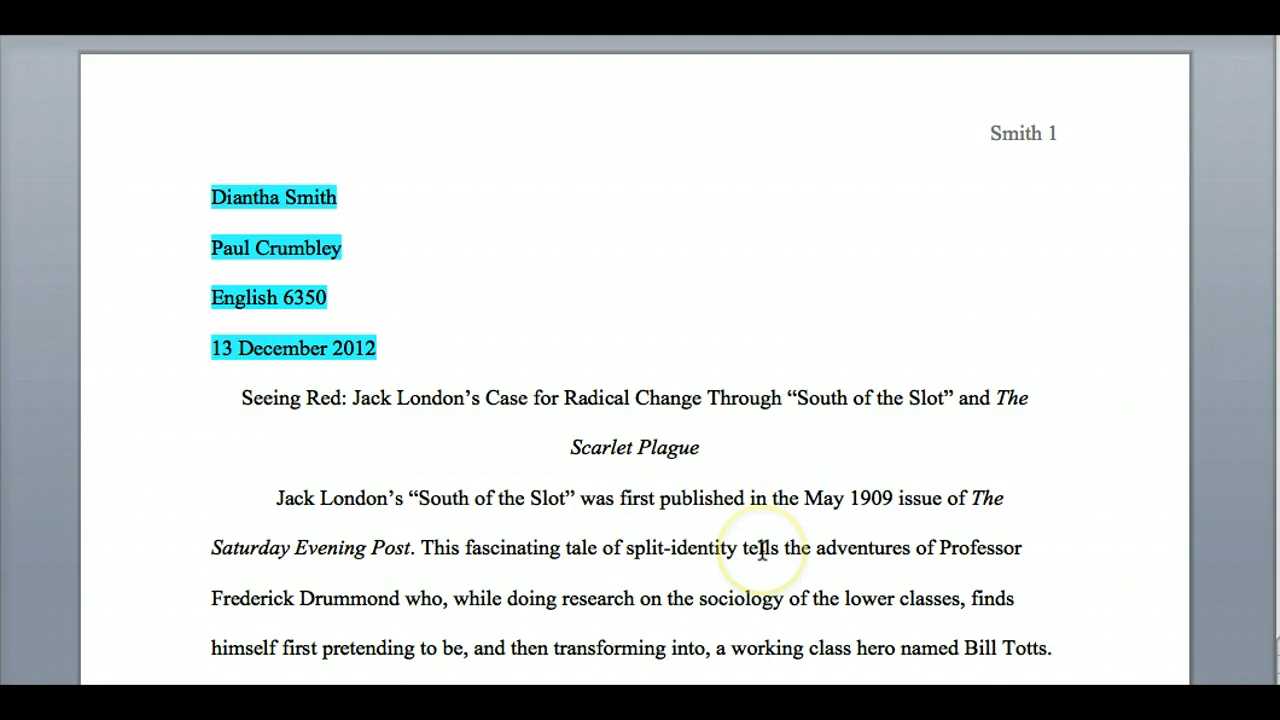 Smith 1
Diantha Smith
Paul Crumbley
English 6350
13 December 2012
Seeing Red: Jack London’s Case for Radical Change Through “South of the Slot” and The
Scarlet Plague
Jack London’s “South of the Slot” was first published in the May 1909 issue of The
Saturday Evening Post. This fascinating tale of split-identity tells the adventures of Professor
Frederick Drummond who, while doing research on the sociology of the lower classes, finds
himself first pretending to be, and then transforming into, a working class hero named Bill Totts.